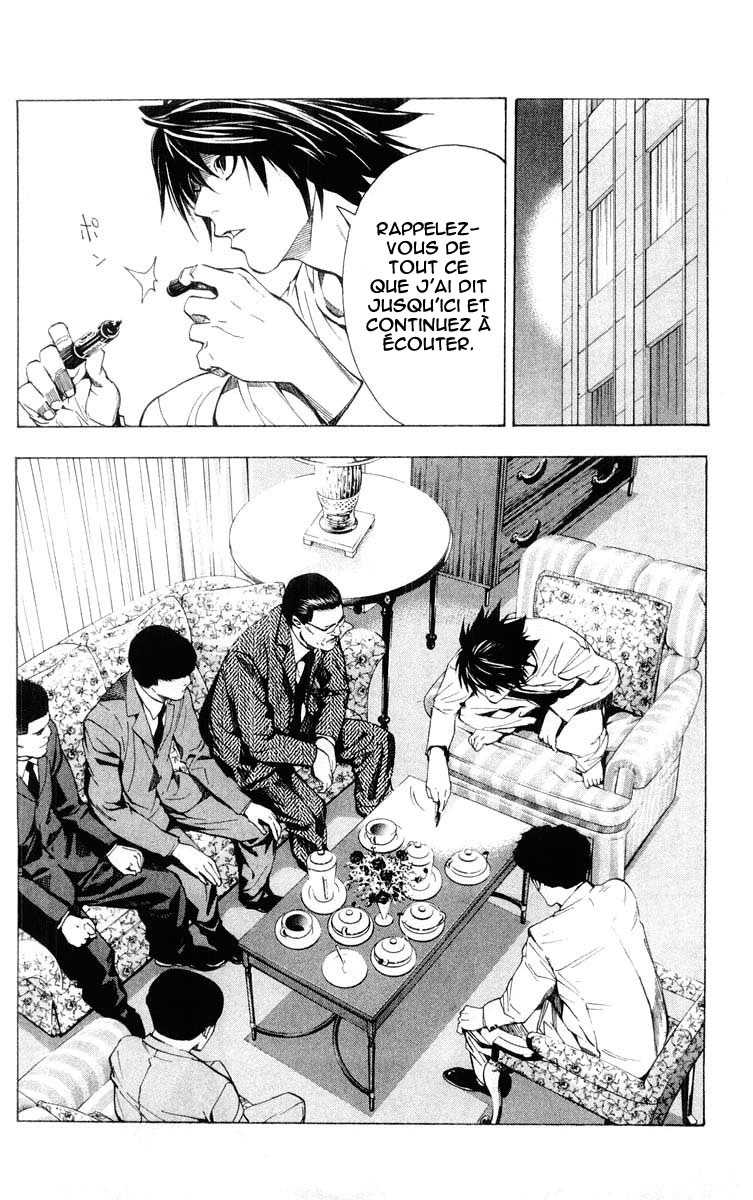 RAPPELEZ-
VOUS DE
TOUT CE
QUE J'AI DIT
JUSQU'ICI ET
CONTINUEZ À
ÉCOUTER.
ポン